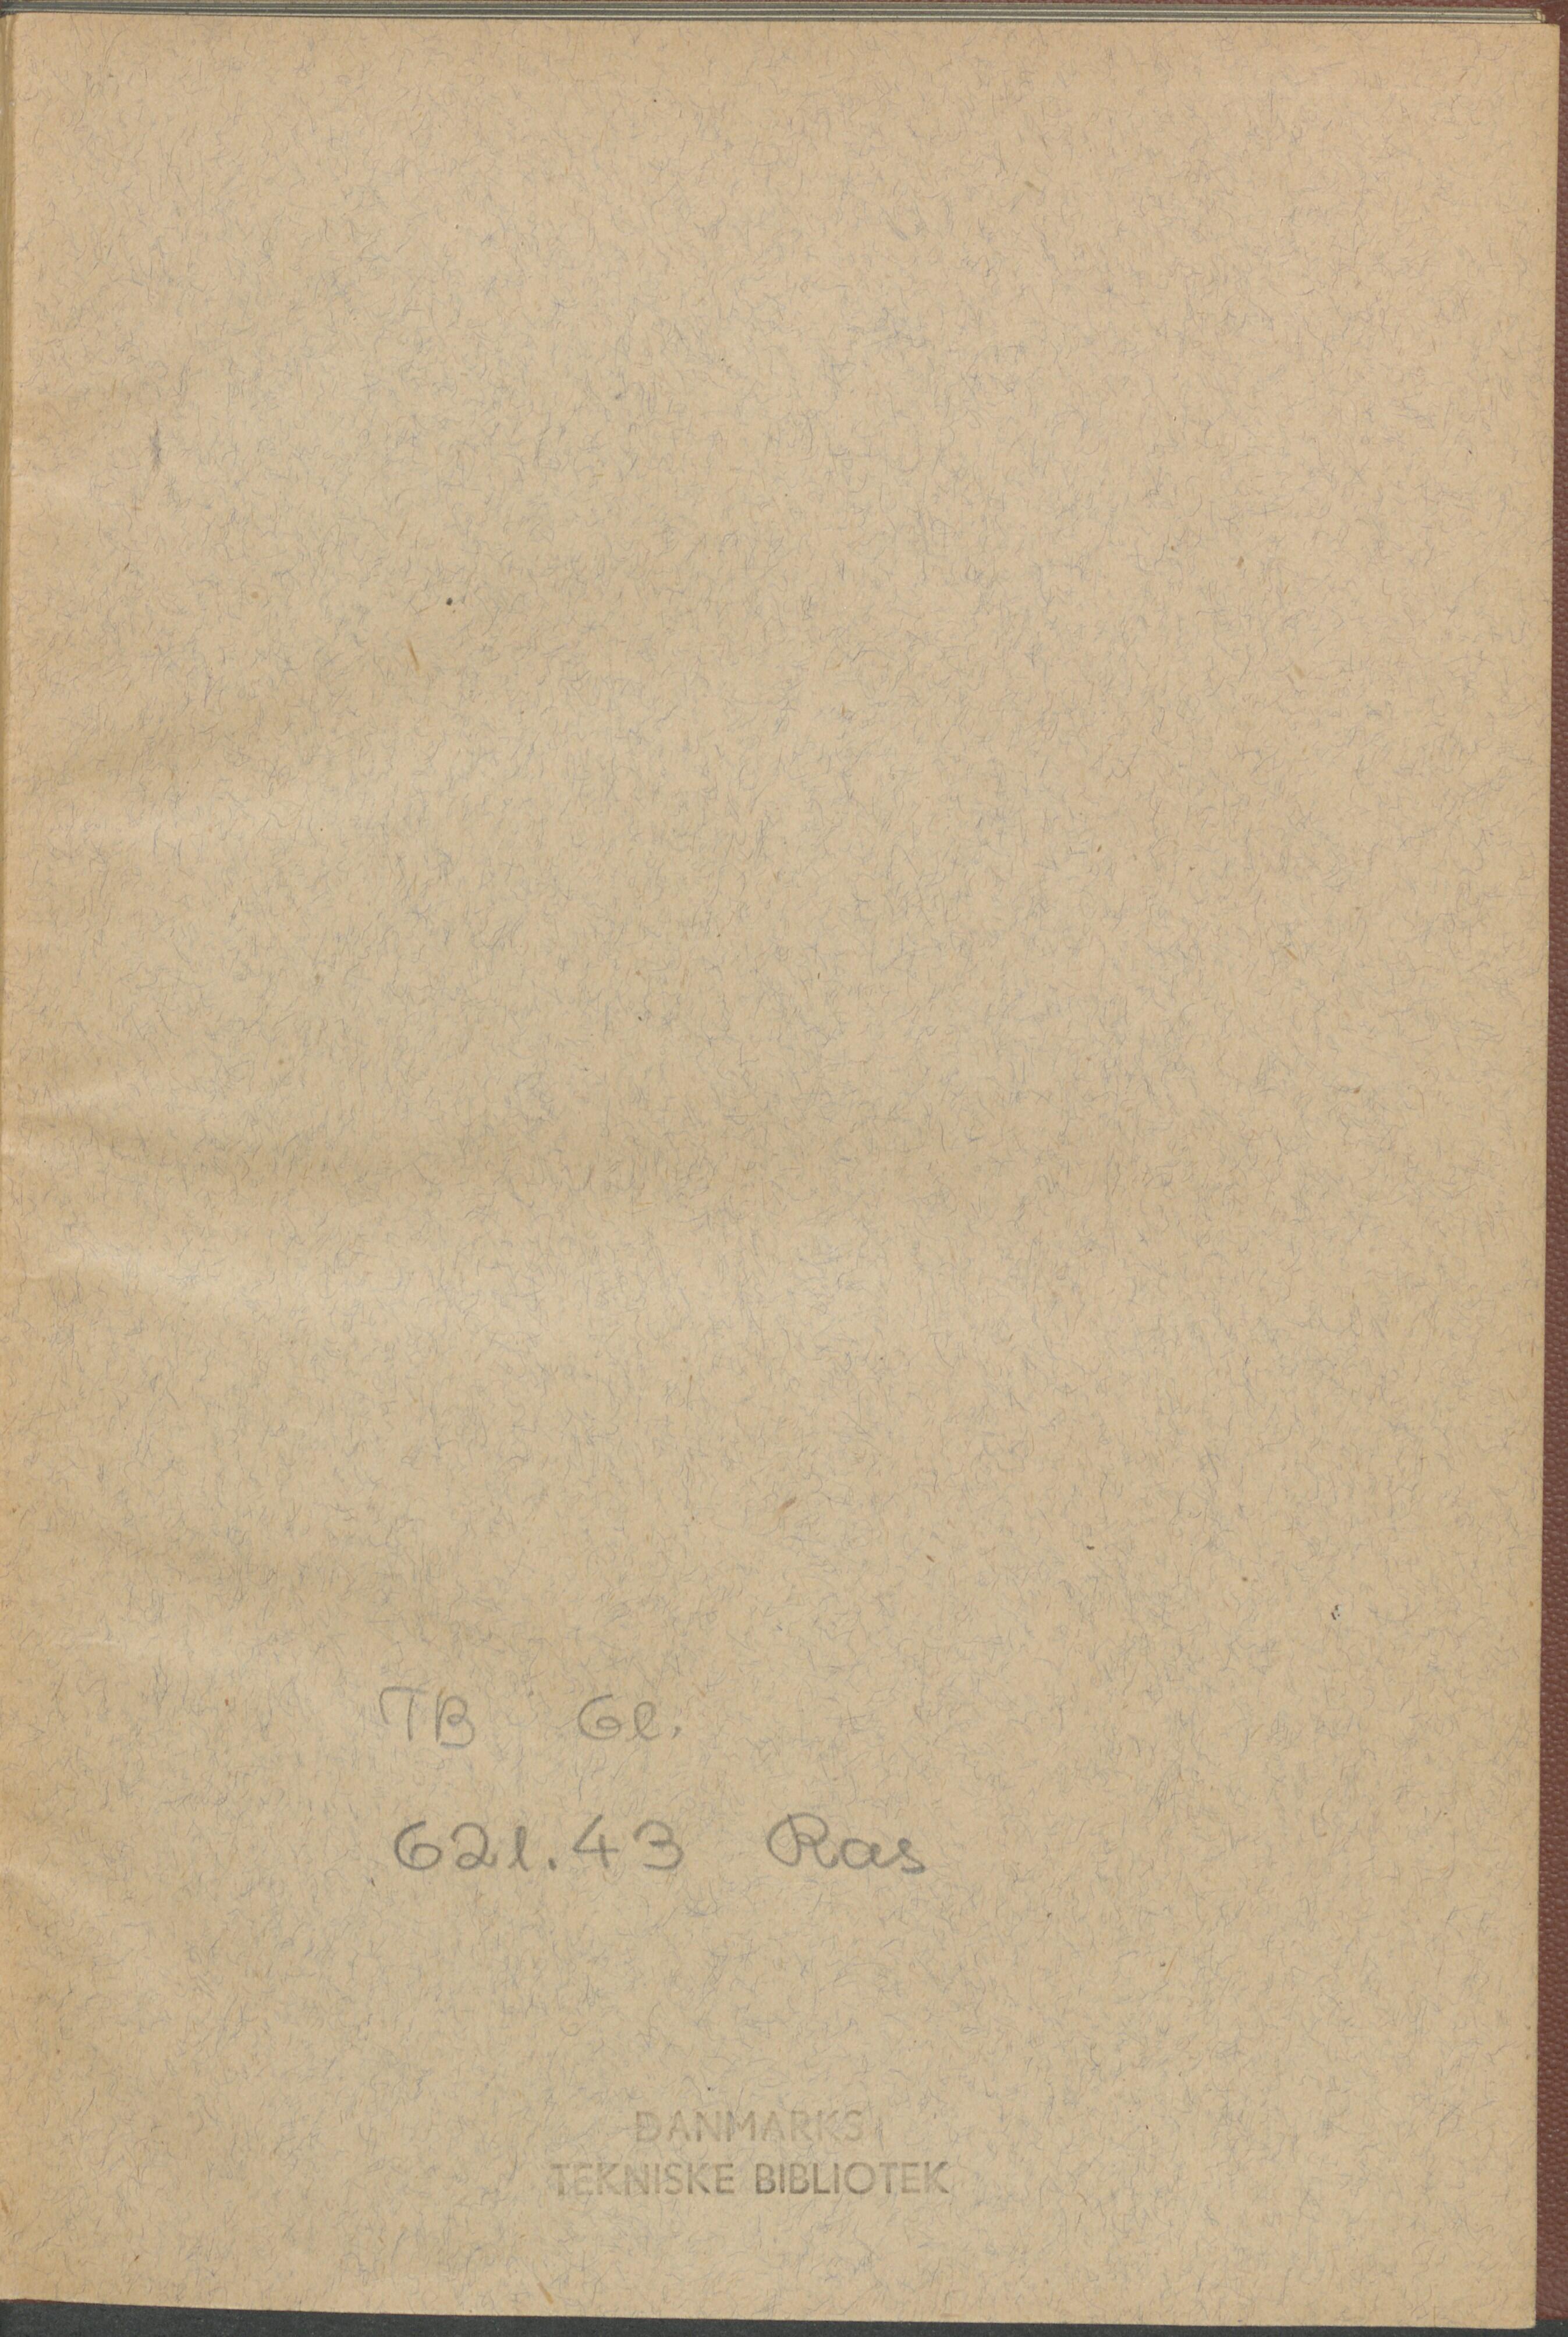 TB Gl.
621.43 Ras
DANMARKS
TEKNISKE BIBLIOTEK